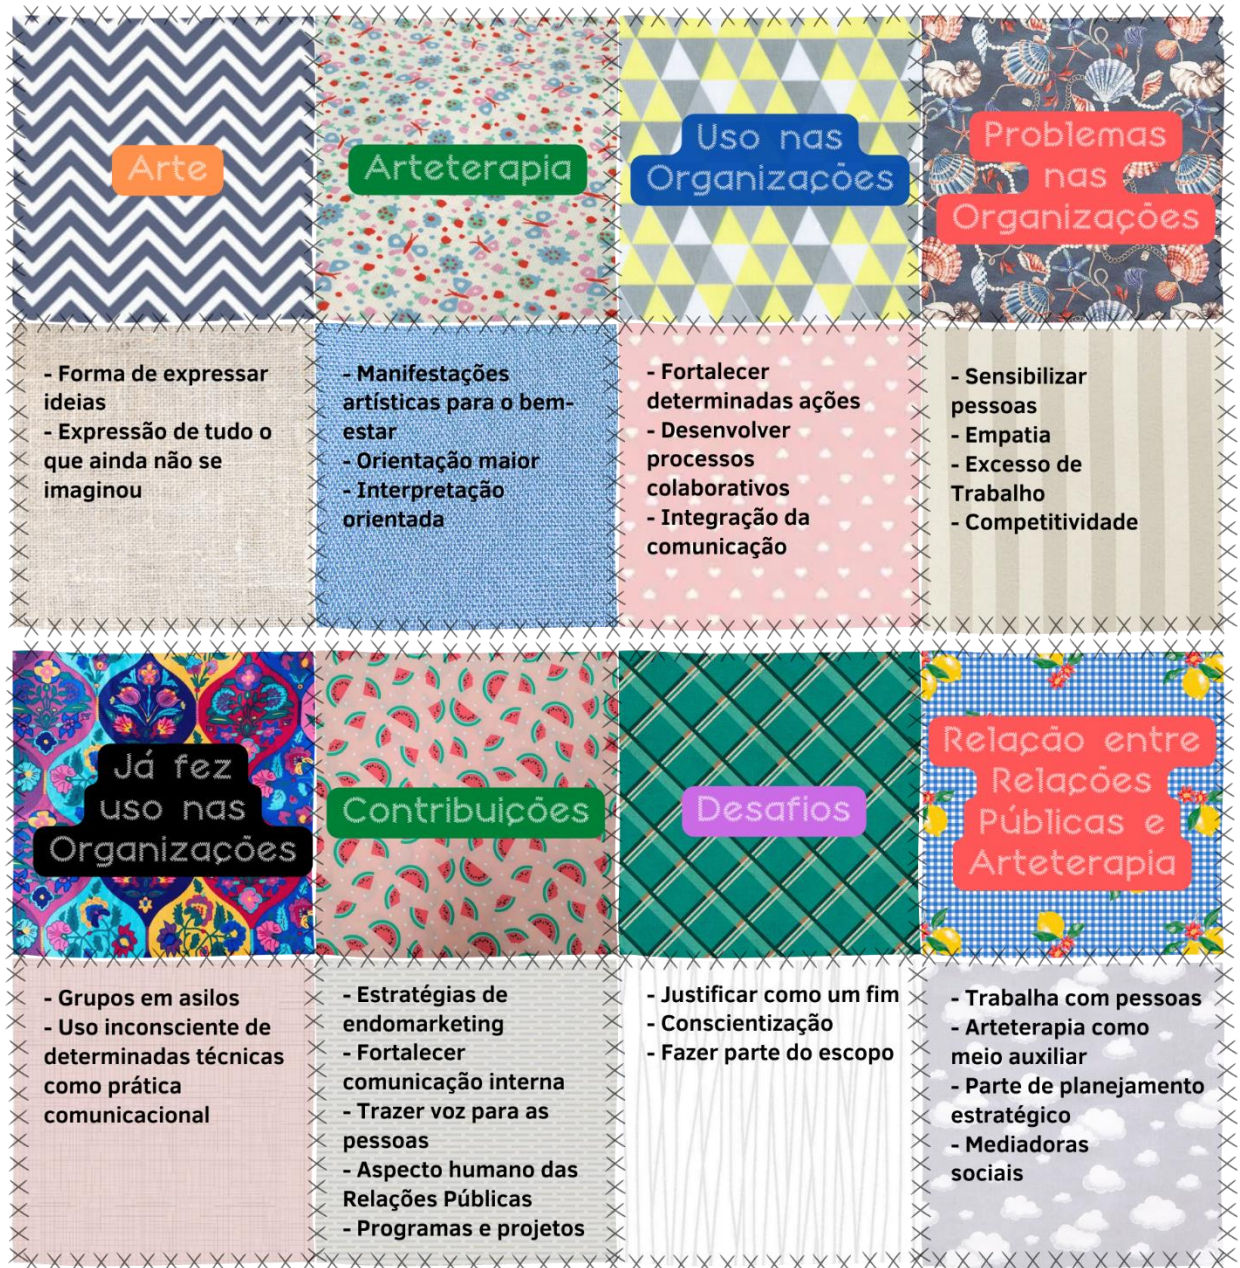 Arte
Arteterapia
Uso nas
Organizações
Problemas
nas
Organizações
- Forma de expressar
ideias
- Expressão de tudo o
que ainda não se
imaginou
- Manifestações
artísticas para o bem-
estar
- Orientação maior
- Interpretação
orientada
- Fortalecer
determinadas ações
- Desenvolver
processos
colaborativos
- Integração da
comunicação
- Sensibilizar
pessoas
- Empatia
- Excesso de
Trabalho
- Competitividade
Já fez
uso nas
Organizações
Contribuições
Desafios
Relação entre
Relações
Públicas e
Arteterapia
- Grupos em asilos
- Uso inconsciente de
determinadas técnicas
como prática
comunicacional
- Estratégias de
endomarketing
- Fortalecer
comunicação interna
- Trazer voz para as
pessoas
- Aspecto humano das
Relações Públicas
- Programas e projetos
- Justificar como um fim
- Conscientização
- Fazer parte do escopo
- Trabalha com pessoas
- Arteterapia como
meio auxiliar
- Parte de planejamento
estratégico
- Mediadoras
sociais